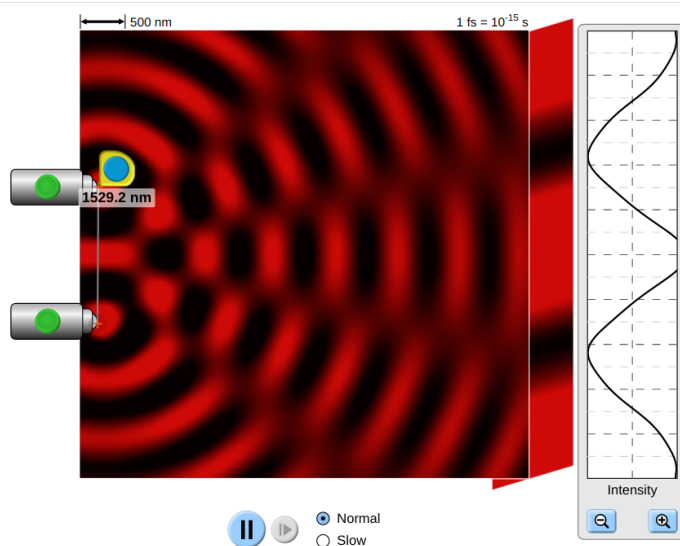 500 nm
1 fs = 10⁻¹⁵ s
1529.2 nm
Intensity
Normal
Slow